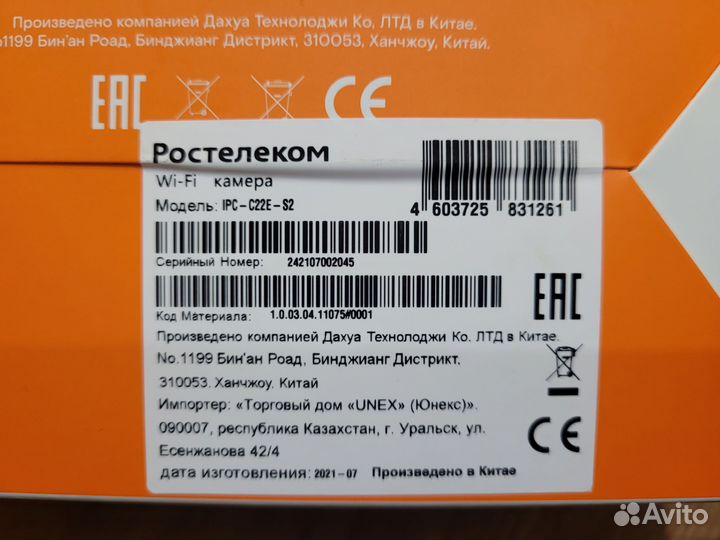 Произведено компанией Дахуа Технолоджи Ко, ЛТД в Китае.
1199 Бин'ан Роад, Бинджианг Дистрикт, 310053, Ханчжоу, Китай.
EAC CE
Ростелеком
Wi-Fi камера
Модель: IPC-C22E-S2
4 603725 831261
Серийный Номер: 242107002045
Код Материала: 1.0.03.04.11075#0001
EAC
Произведено компанией Дахуа Технолоджи Ко. ЛТД в Китае.
No.1199 Бин'ан Роад, Бинджианг Дистрикт,
310053. Ханчжоу. Китай
Импортер: «Торговый дом «UNEX» (Юнекс)».
090007, республика Казахстан, г. Уральск, ул.
Есенжанова 42/4
CE
дата изготовления: 2021-07 Произведено в Китае
Avito